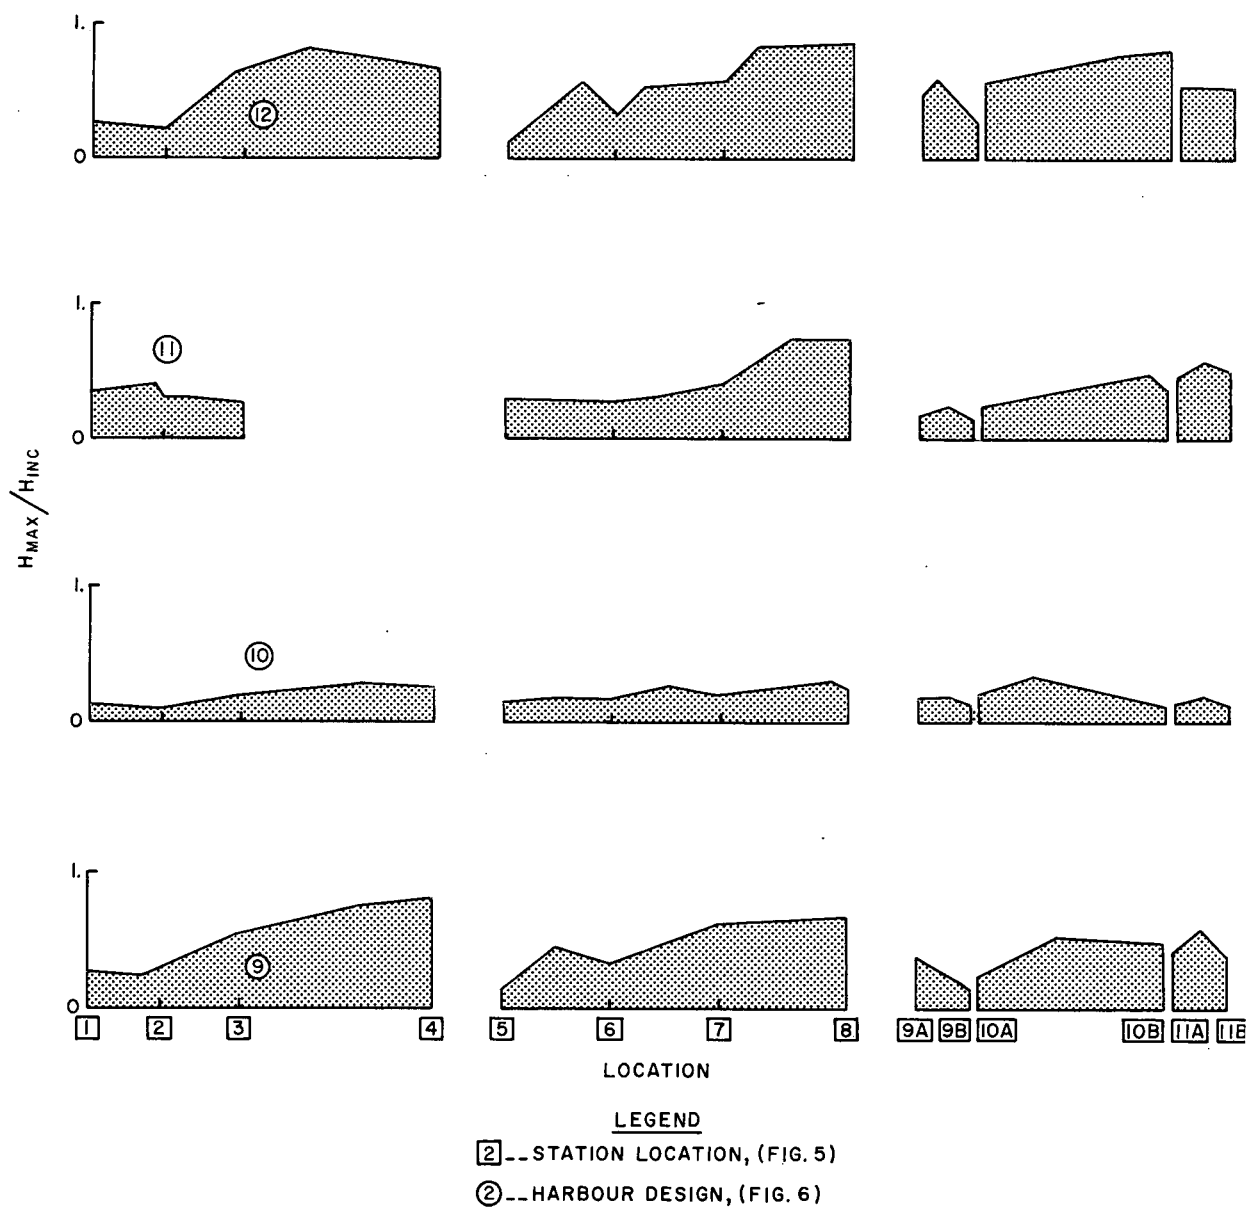 1.
12
0
1.
11
0
HMAX/HINC
1.
10
0
1.
9
0
1 2 3 4 5 6 7 8 9A 9B 10A 10B 11A 11B
LOCATION
LEGEND
2 -- STATION LOCATION, (FIG. 5)
2 -- HARBOUR DESIGN, (FIG. 6)